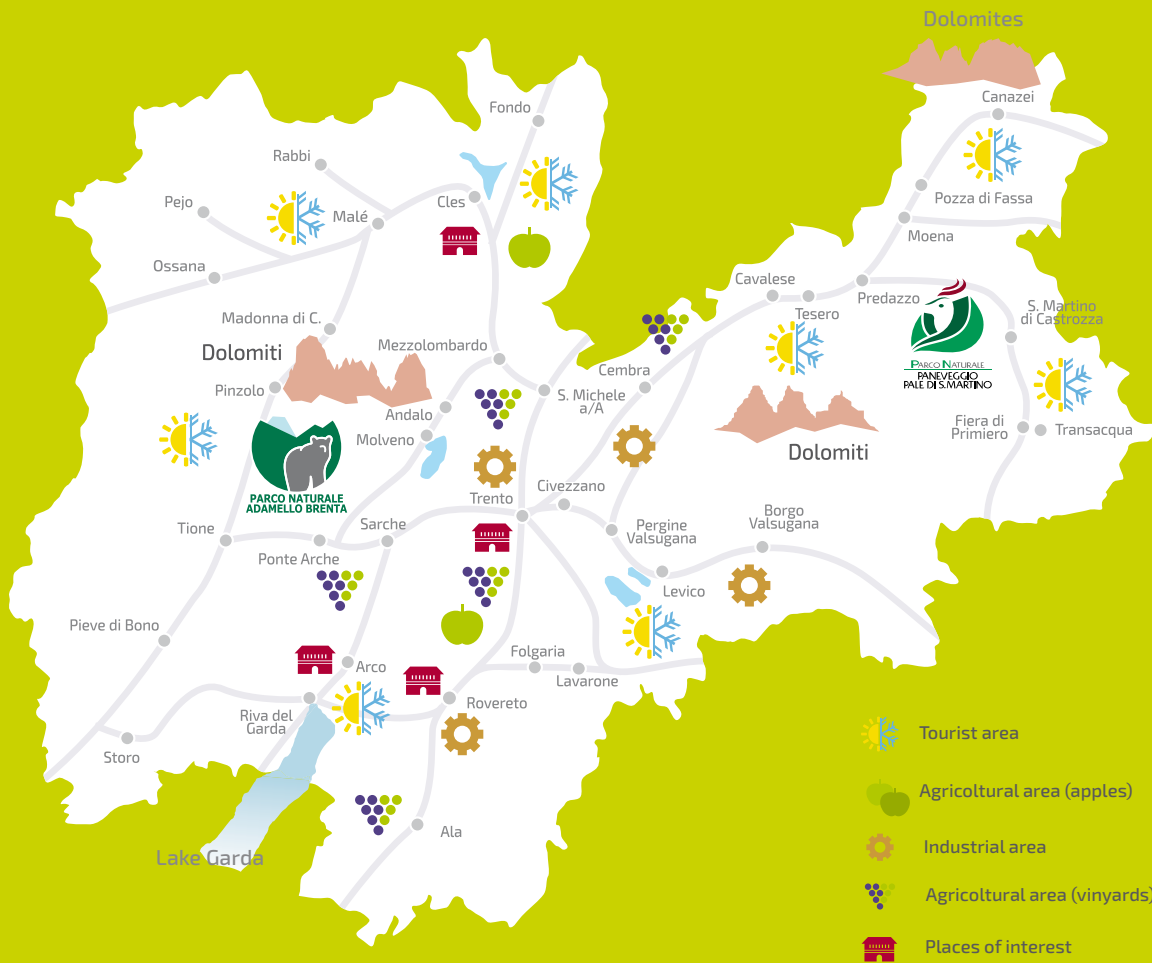 Dolomites
Canazei
Fondo
Rabbi
Pozza di Fassa
Pejo
Cles
Malé
Moena
Ossana
Cavalese
Predazzo
Tesero
S. Martino
di Castrozza
Madonna di C.
Dolomiti
Mezzolombardo
PARCO NATURALE
PANEVEGGIO
PALE DI S.MARTINO
Cembra
Pinzolo
S. Michele
a/A
Andalo
Molveno
Fiera di
Primiero
Transacqua
Dolomiti
PARCO NATURALE
ADAMELLO BRENTA
Trento
Civezzano
Borgo
Valsugana
Tione
Sarche
Pergine
Valsugana
Ponte Arche
Levico
Pieve di Bono
Folgaria
Arco
Lavarone
Rovereto
Riva del
Garda
Storo
Ala
Lake Garda
Tourist area
Agricoltural area (apples)
Industrial area
Agricoltural area (vinyards)
Places of interest